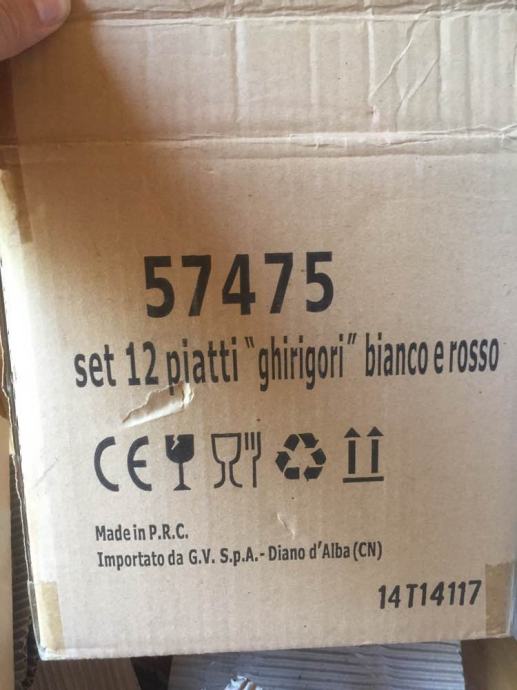 57475
set 12 piatti "ghirigori" bianco e rosso
CE
Made in P.R.C.
Importato da G.V. S.p.A.- Diano d'Alba (CN)
14T14117